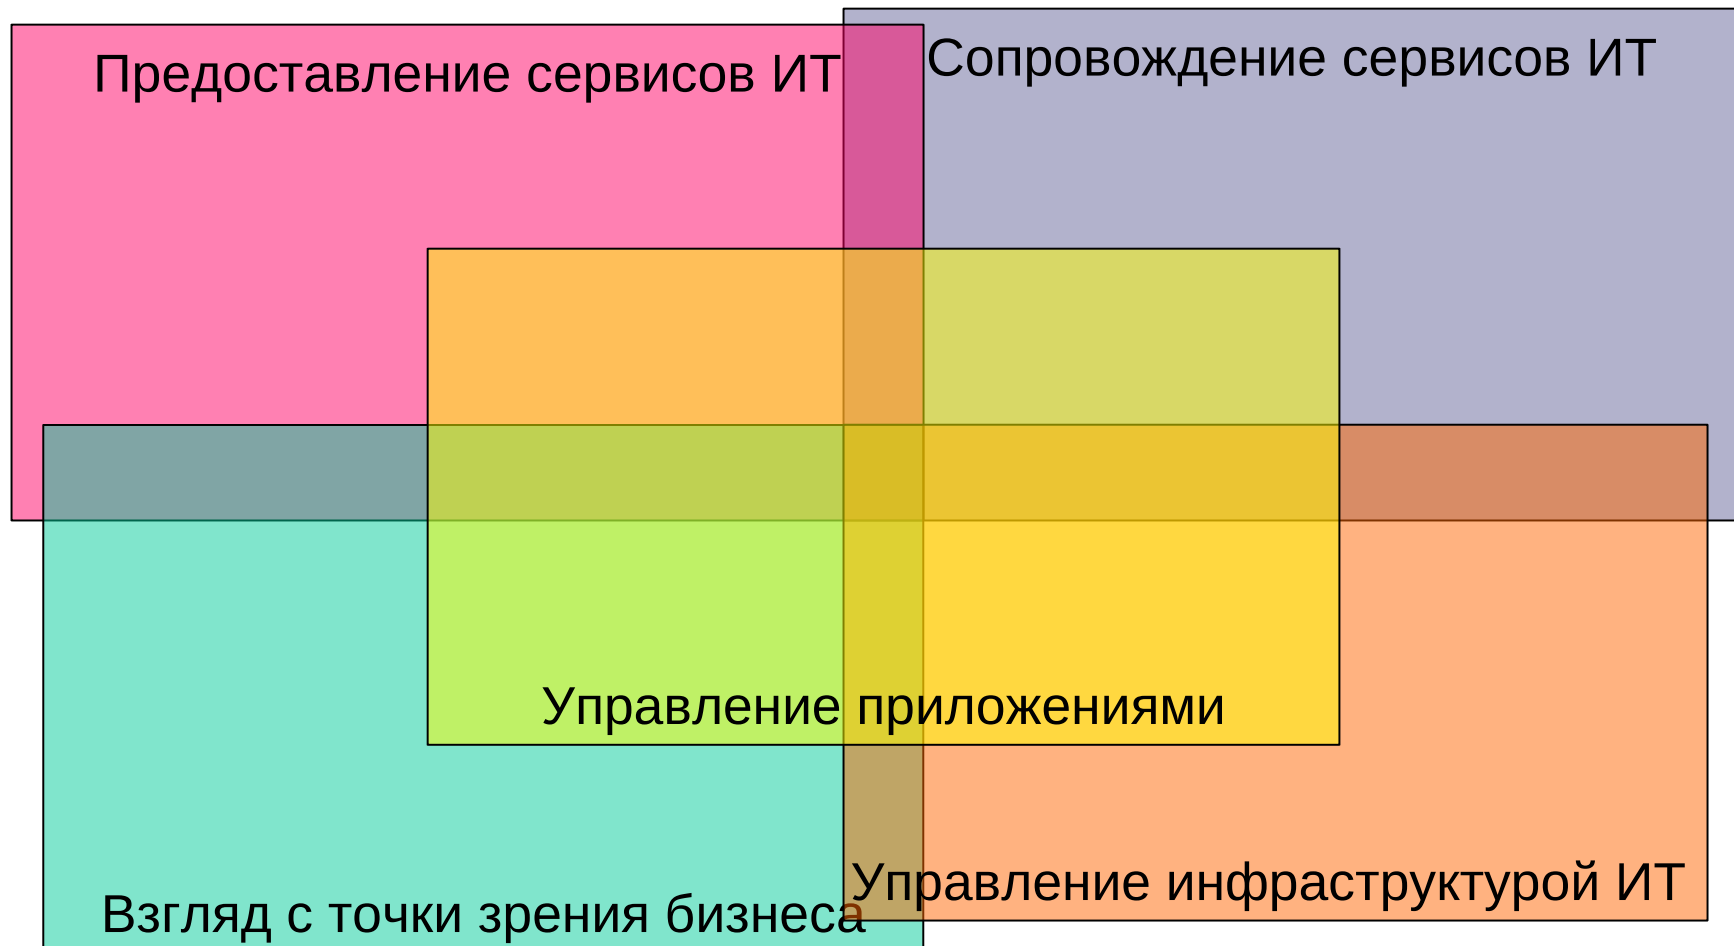 Предоставление сервисов ИТ
Сопровождение сервисов ИТ
Управление приложениями
Управление инфраструктурой ИТ
Взгляд с точки зрения бизнеса